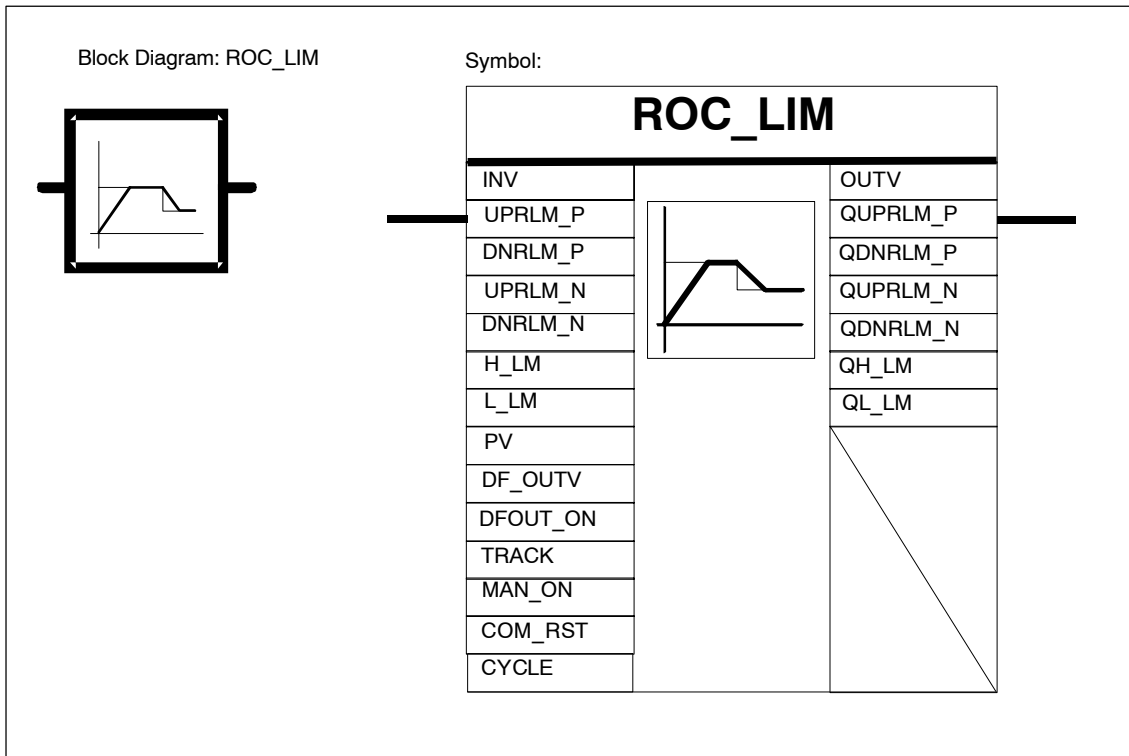 Block Diagram: ROC_LIM
Symbol:
ROC_LIM
INV
UPRLM_P
DNRLM_P
UPRLM_N
DNRLM_N
H_LM
L_LM
PV
DF_OUTV
DFOUT_ON
TRACK
MAN_ON
COM_RST
CYCLE
OUTV
QUPRLM_P
QDNRLM_P
QUPRLM_N
QDNRLM_N
QH_LM
QL_LM